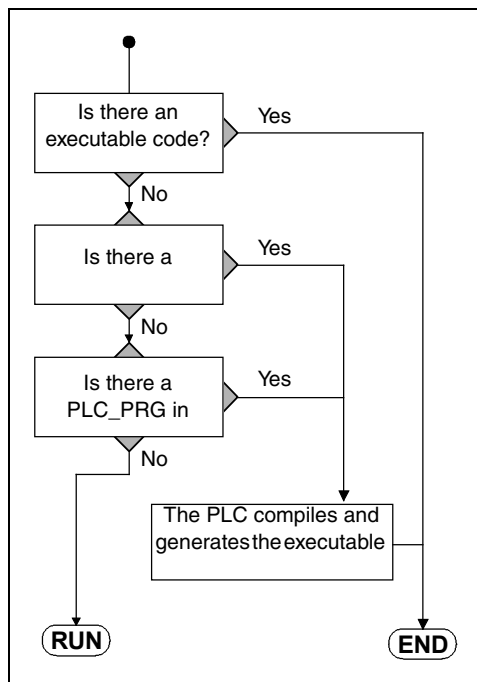 Is there an
executable code?
Yes
No
Is there a
Yes
No
Is there a
PLC_PRG in
Yes
No
The PLC compiles and
generates the executable
RUN
END